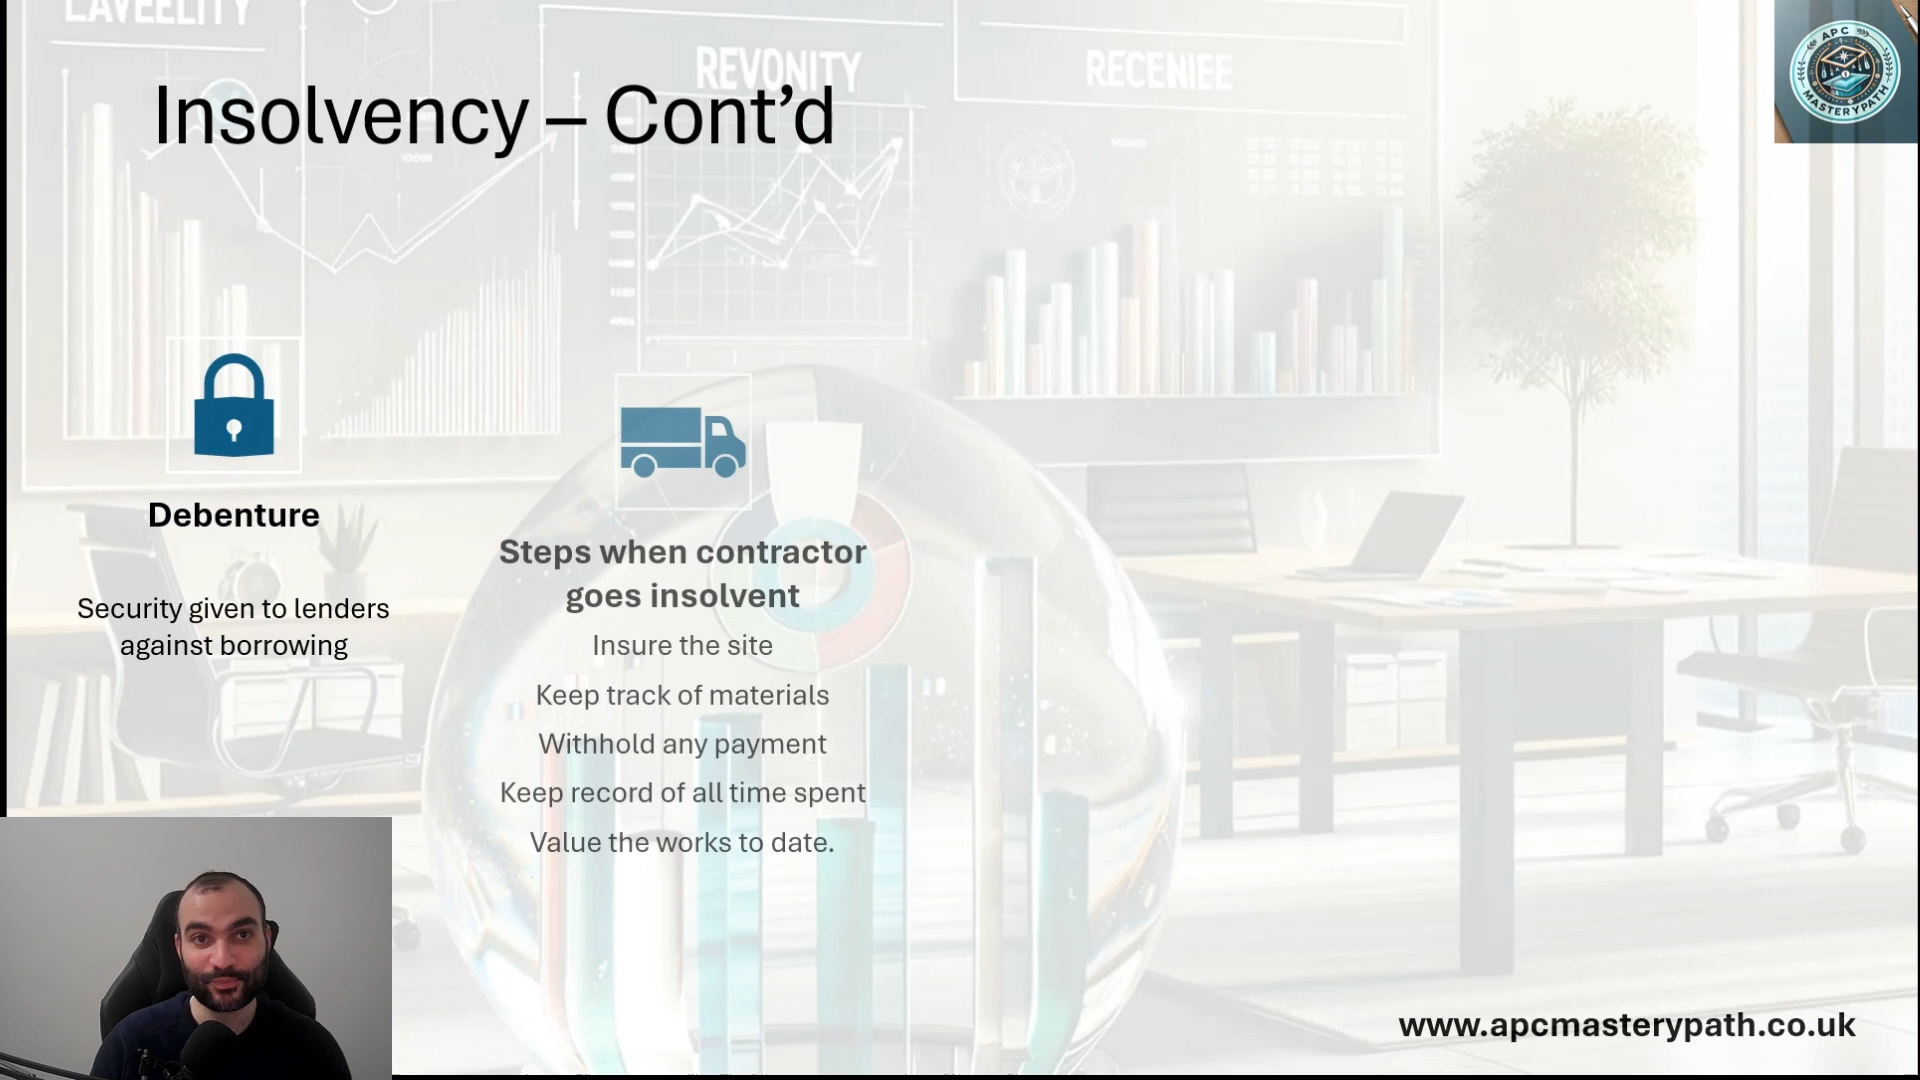 LAVEELITY
REVONITY
RECENIEE
Insolvency – Cont’d
APC
MASTERYPATH
Debenture
Security given to lenders
against borrowing
Steps when contractor
goes insolvent
Insure the site
Keep track of materials
Withhold any payment
Keep record of all time spent
Value the works to date.
www.apcmasterypath.co.uk